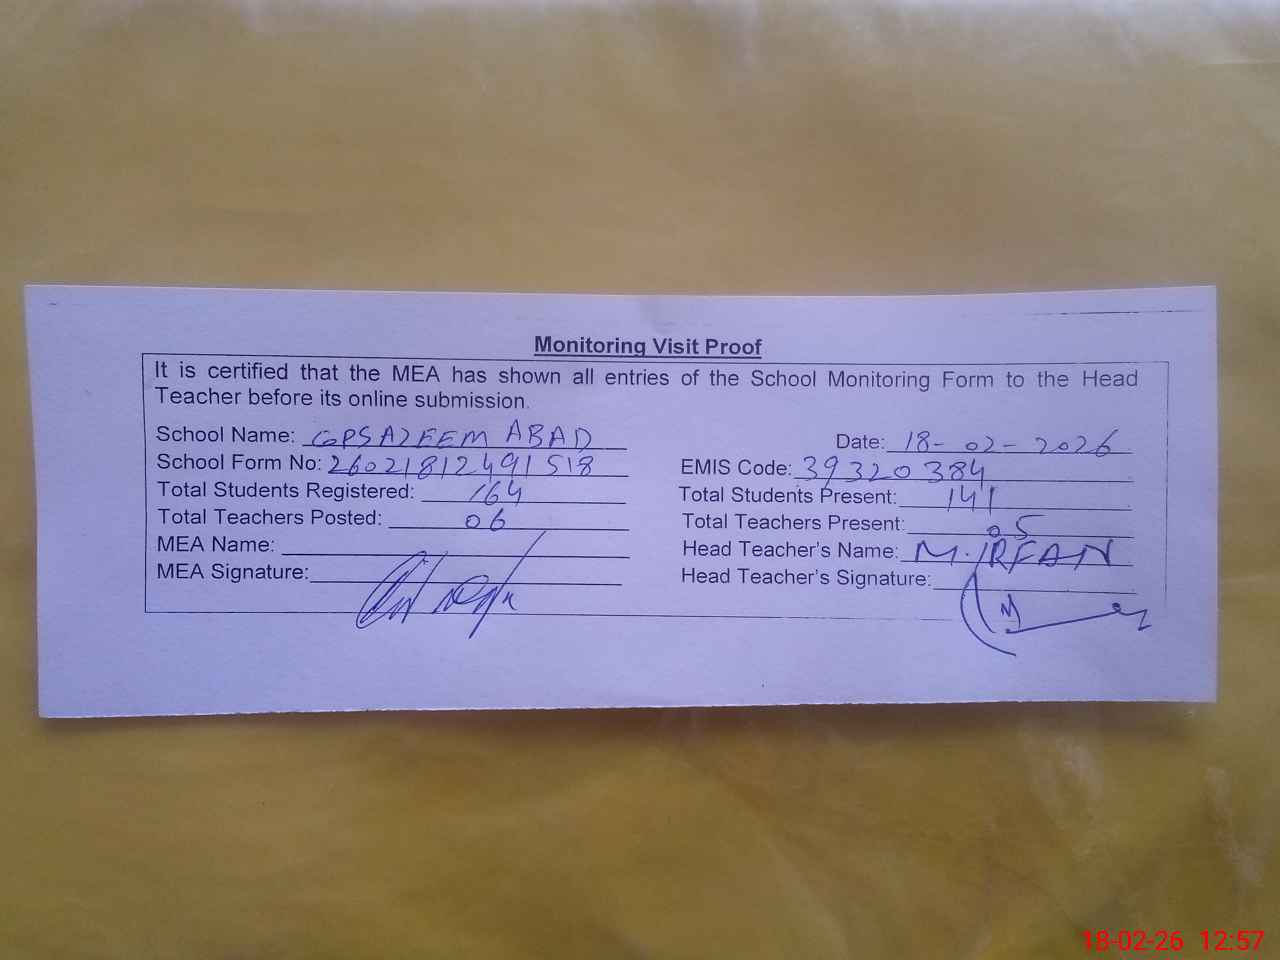 Monitoring Visit Proof
It is certified that the MEA has shown all entries of the School Monitoring Form to the Head
Teacher before its online submission.
School Name: GPS AZEEM ABAD Date: 18-02-2026
School Form No: 26021812491518 EMIS Code: 39320384
Total Students Registered: 164 Total Students Present: 141
Total Teachers Posted: 06 Total Teachers Present: 05
MEA Name: Head Teacher's Name: M. IRFAN
MEA Signature: Head Teacher's Signature:
18-02-26 12:57